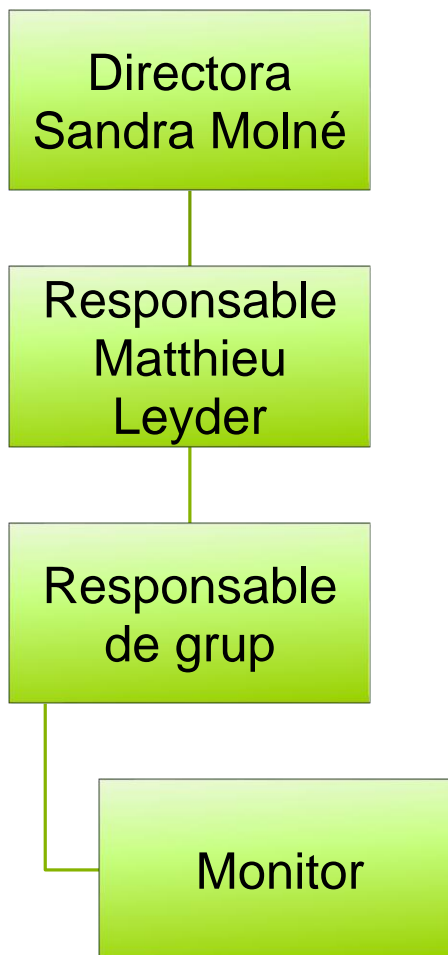 Directora
Sandra Molné
Responsable
Matthieu
Leyder
Responsable
de grup
Monitor